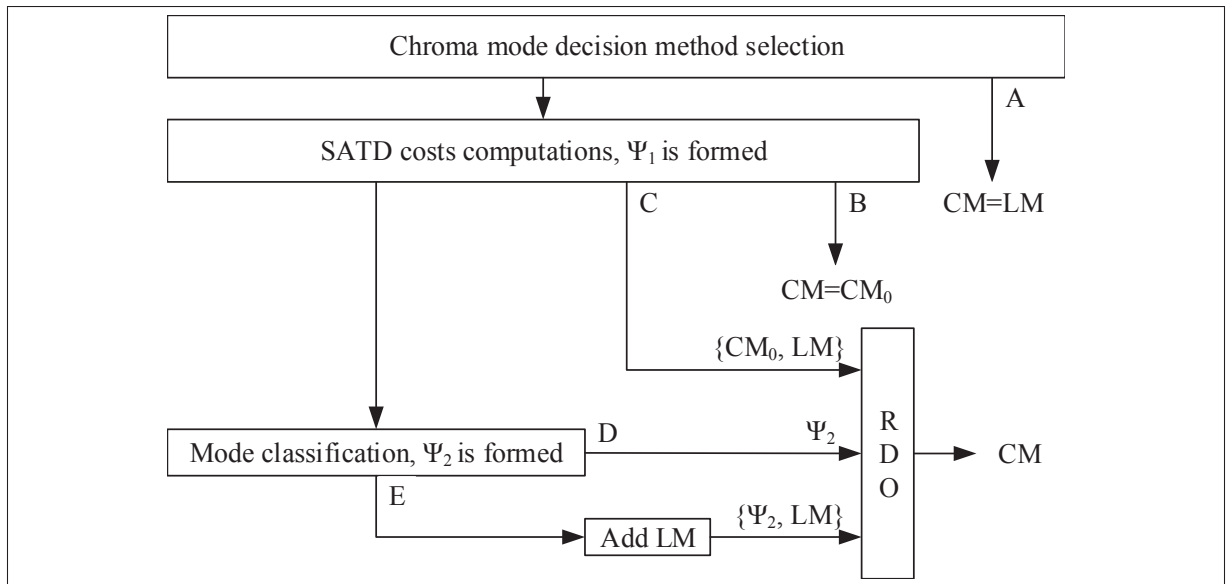 Chroma mode decision method selection
A
SATD costs computations, Ψ₁ is formed
C
B
CM=LM
CM=CM₀
{CM₀, LM}
R
D
O
Mode classification, Ψ₂ is formed
D
Ψ₂
CM
E
Add LM
{Ψ₂, LM}